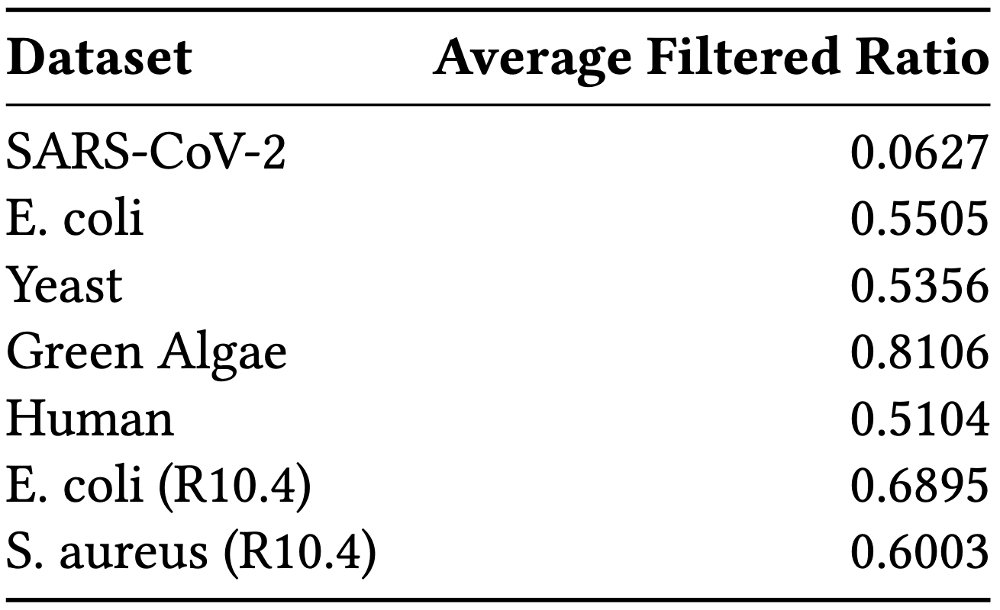 Dataset Average Filtered Ratio
SARS-CoV-2 0.0627
E. coli 0.5505
Yeast 0.5356
Green Algae 0.8106
Human 0.5104
E. coli (R10.4) 0.6895
S. aureus (R10.4) 0.6003